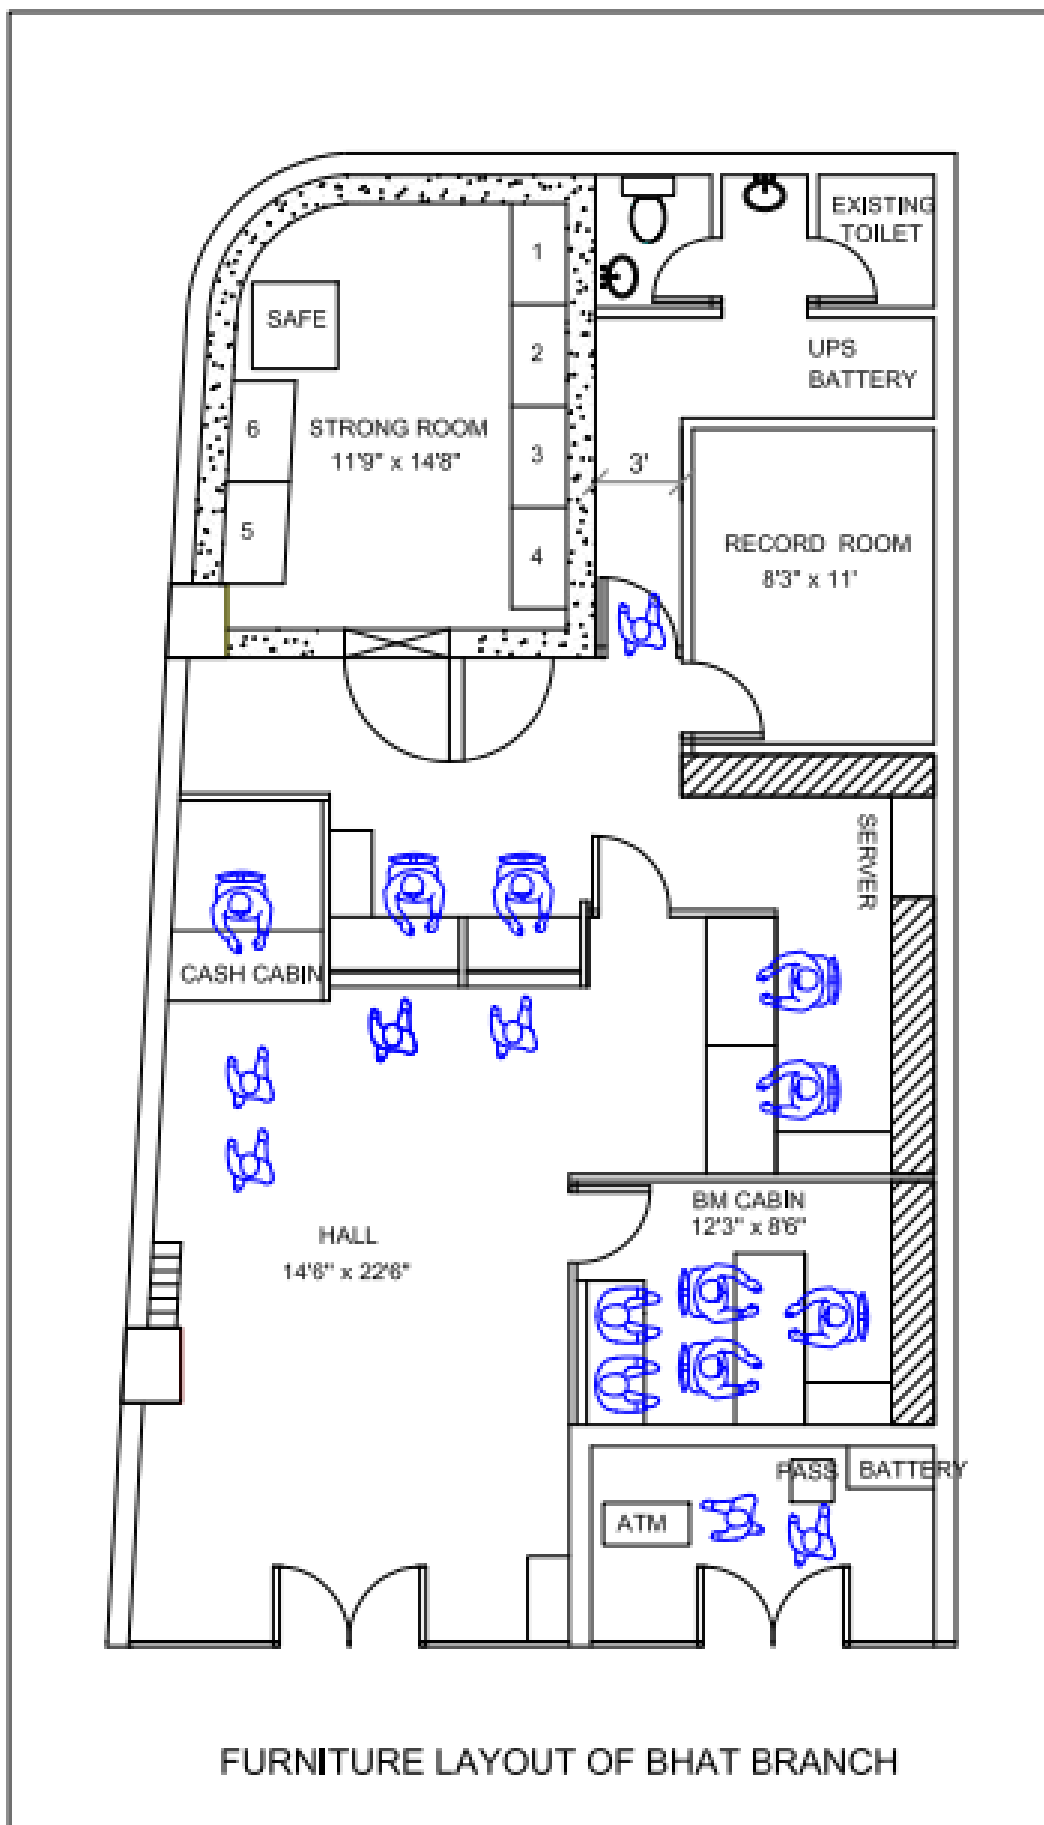 EXISTING
TOILET
1
SAFE
2
UPS
BATTERY
6
STRONG ROOM
11'9" x 14'8"
3
3'
5
4
RECORD ROOM
8'3" x 11'
SERVER
CASH CABIN
BM CABIN
12'3" x 8'6"
HALL
14'6" x 22'6"
PASS
BATTERY
ATM
FURNITURE LAYOUT OF BHAT BRANCH